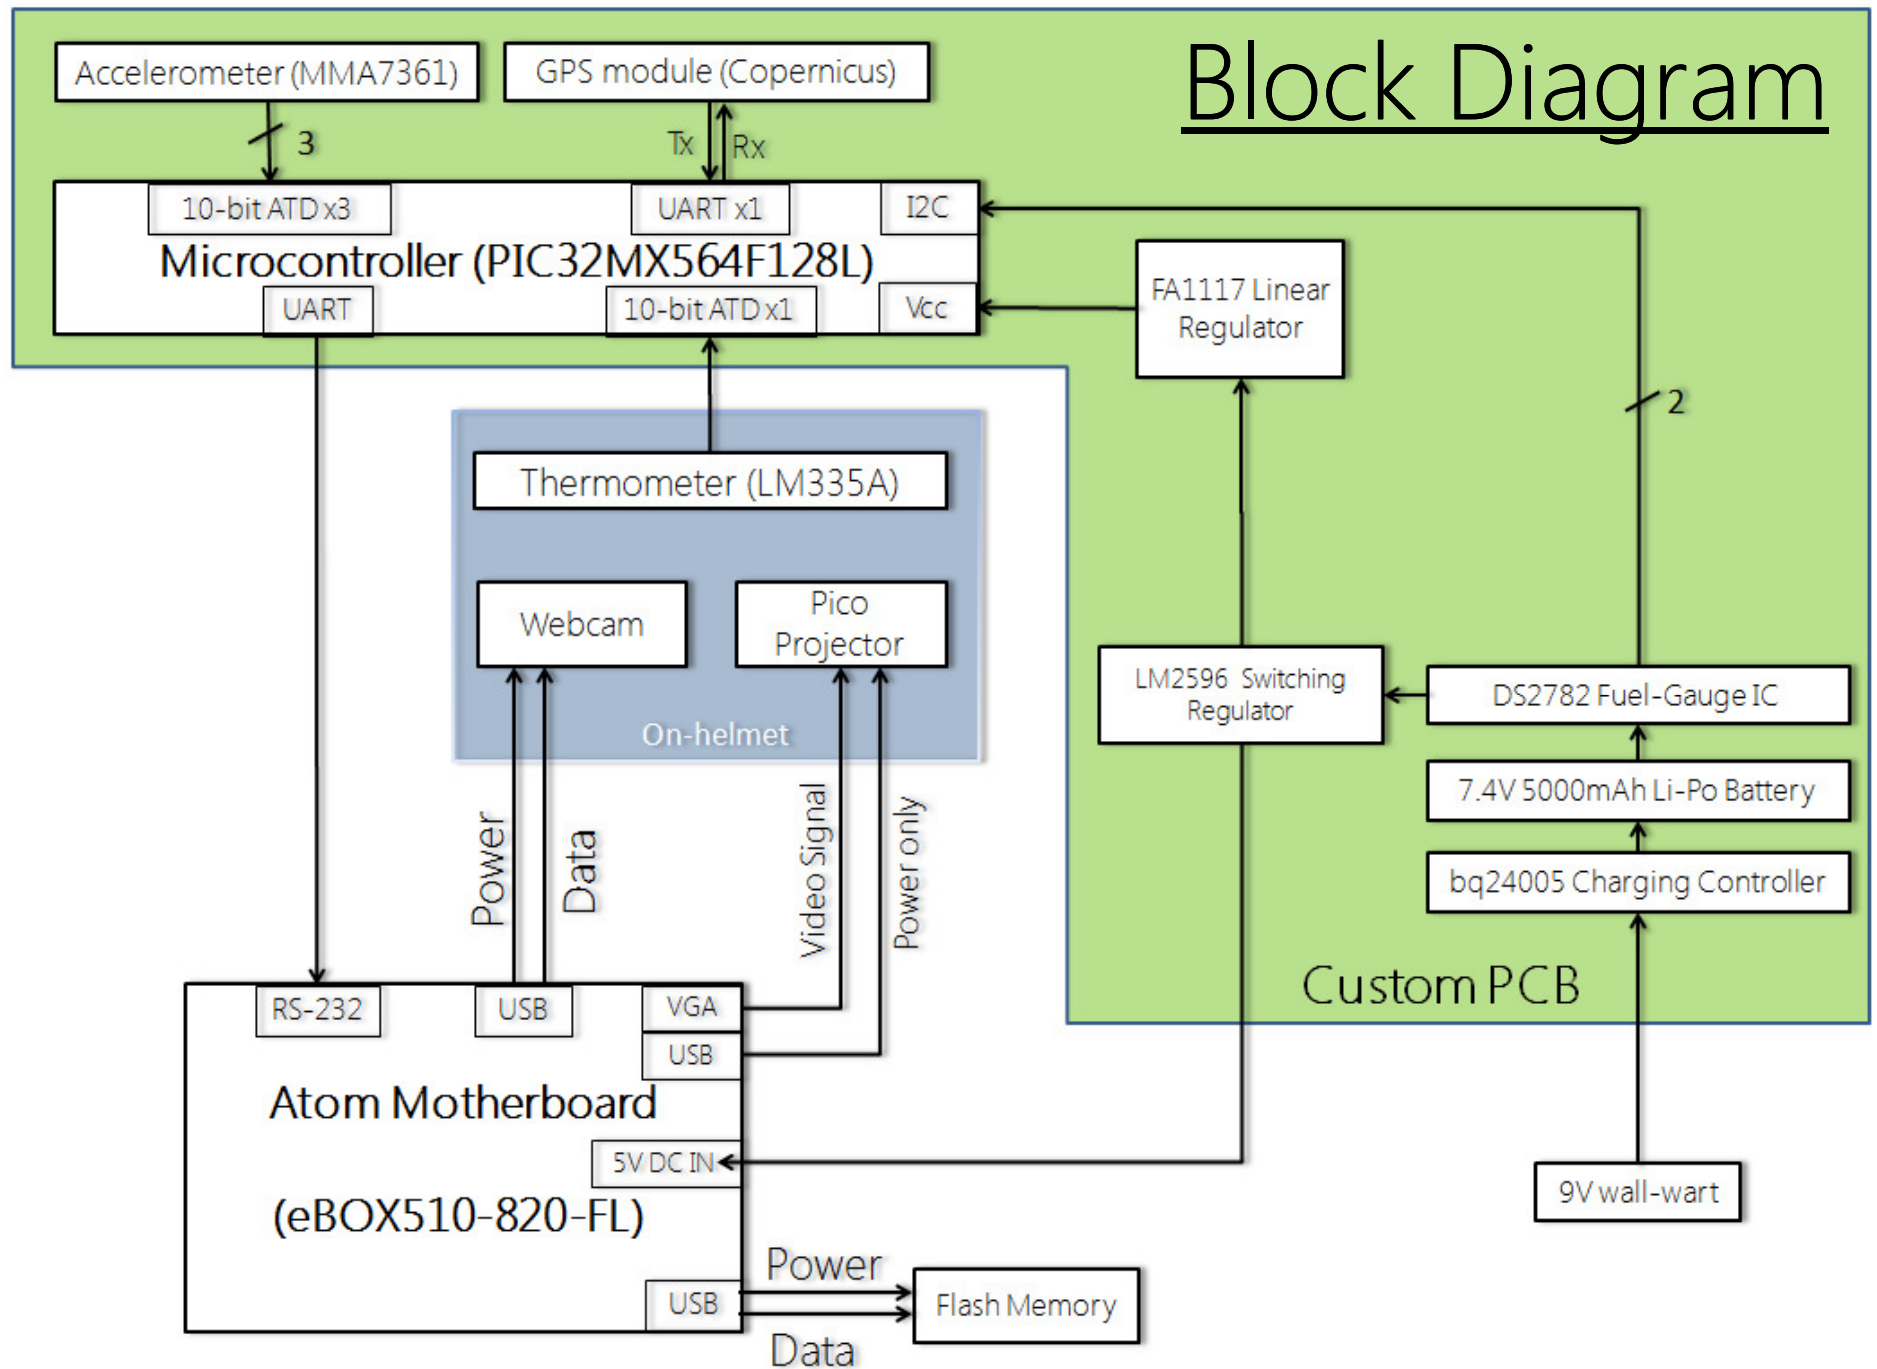 Block Diagram
Accelerometer (MMA7361)
GPS module (Copernicus)
3
Tx
Rx
10-bit ATD x3
UART x1
I2C
Microcontroller (PIC32MX564F128L)
UART
10-bit ATD x1
Vcc
FA1117 Linear
Regulator
2
Thermometer (LM335A)
Webcam
Pico
Projector
On-helmet
LM2596 Switching
Regulator
DS2782 Fuel-Gauge IC
7.4V 5000mAh Li-Po Battery
bq24005 Charging Controller
Custom PCB
Power
Data
Video Signal
Power only
RS-232
USB
VGA
USB
Atom Motherboard
5V DC IN
(eBOX510-820-FL)
9V wall-wart
USB
Power
Data
Flash Memory